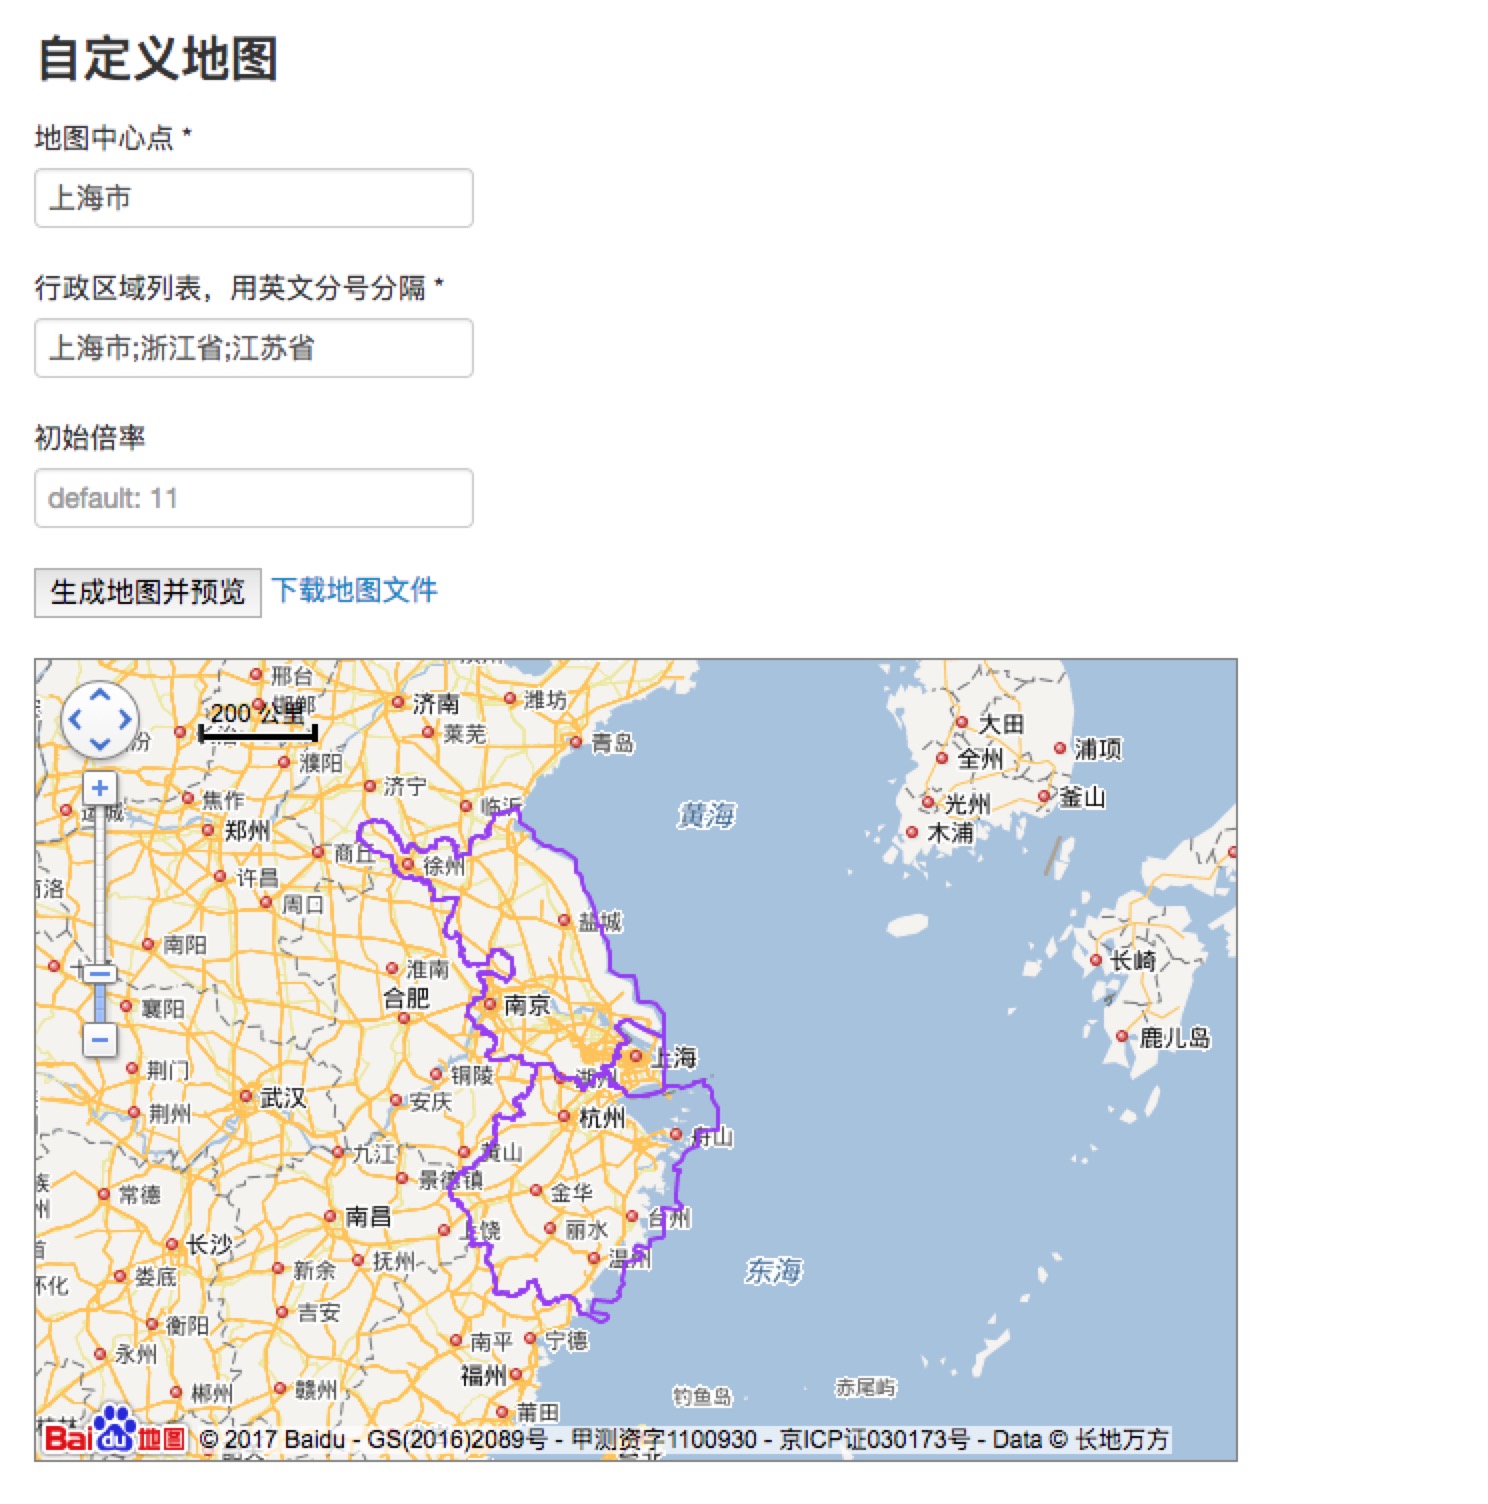 自定义地图
地图中心点 *
上海市
行政区域列表，用英文分号分隔 *
上海市;浙江省;江苏省
初始倍率
default: 11
生成地图并预览 下载地图文件
邢台
邯郸
济南
潍坊
200 公里
莱芜
青岛
大田
浦项
濮阳
全州
济宁
焦作
临沂
光州
釜山
运城
黄海
郑州
木浦
商丘
徐州
许昌
周口
盐城
南阳
淮南
长崎
合肥
南京
襄阳
鹿儿岛
上海
荆门
铜陵
湖州
武汉
安庆
荆州
杭州
舟山
九江
黄山
景德镇
常德
金华
南昌
台州
上饶
丽水
长沙
抚州
温州
新余
东海
娄底
怀化
吉安
衡阳
南平
宁德
永州
福州
郴州
赣州
钓鱼岛
赤尾屿
莆田
Bai du 地图 © 2017 Baidu - GS(2016)2089号 - 甲测资字1100930 - 京ICP证030173号 - Data © 长地万方